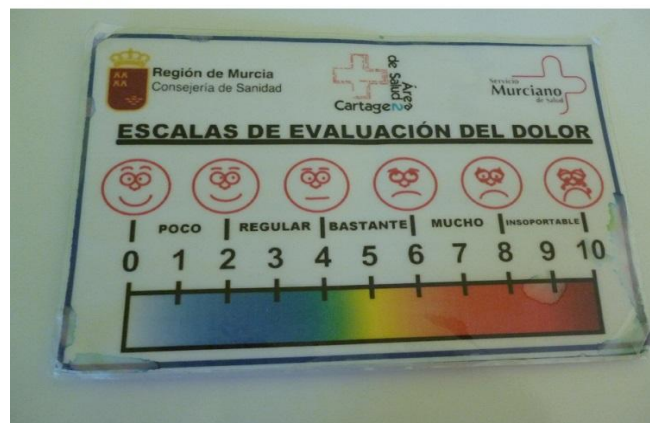 Región de Murcia
Consejería de Sanidad
Área
de Salud
Cartagena
Servicio
Murciano
de Salud
ESCALAS DE EVALUACIÓN DEL DOLOR
POCO REGULAR BASTANTE MUCHO INSOPORTABLE
0 1 2 3 4 5 6 7 8 9 10